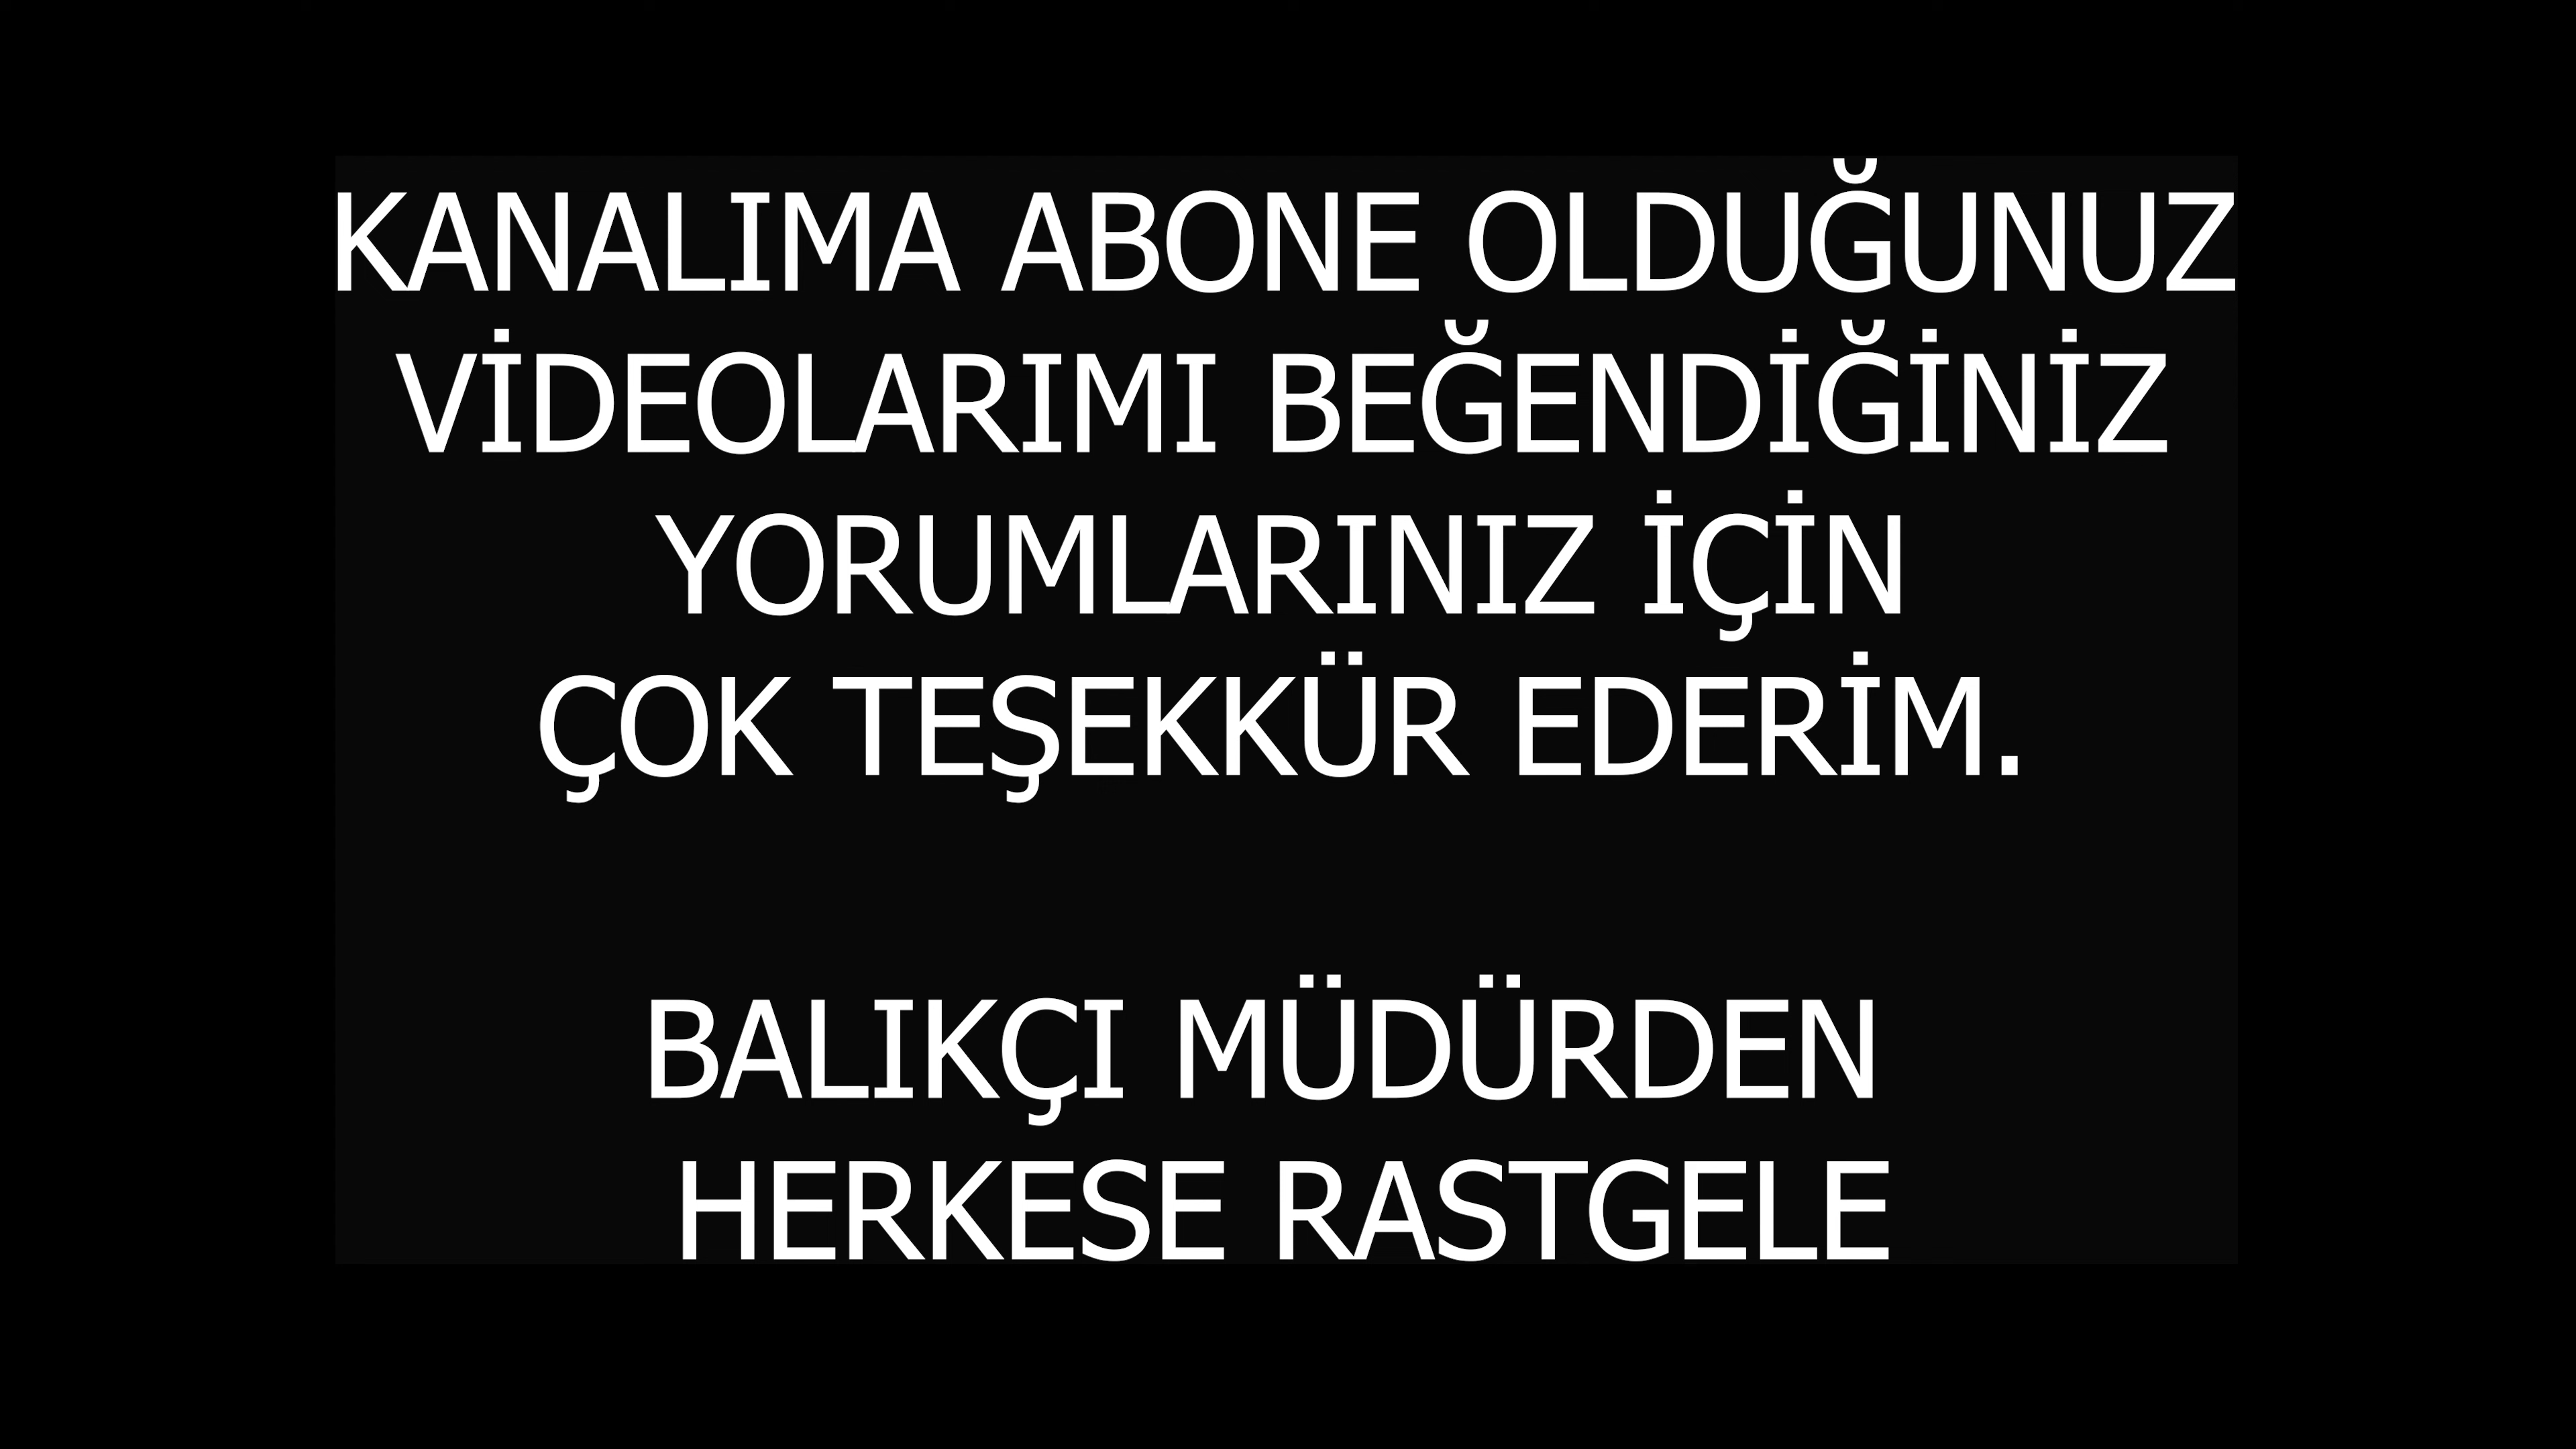 KANALIMA ABONE OLDUĞUNUZ
VİDEOLARIMI BEĞENDİĞİNİZ
YORUMLARINIZ İÇİN
ÇOK TEŞEKKÜR EDERİM.
BALIKÇI MÜDÜRDEN
HERKESE RASTGELE